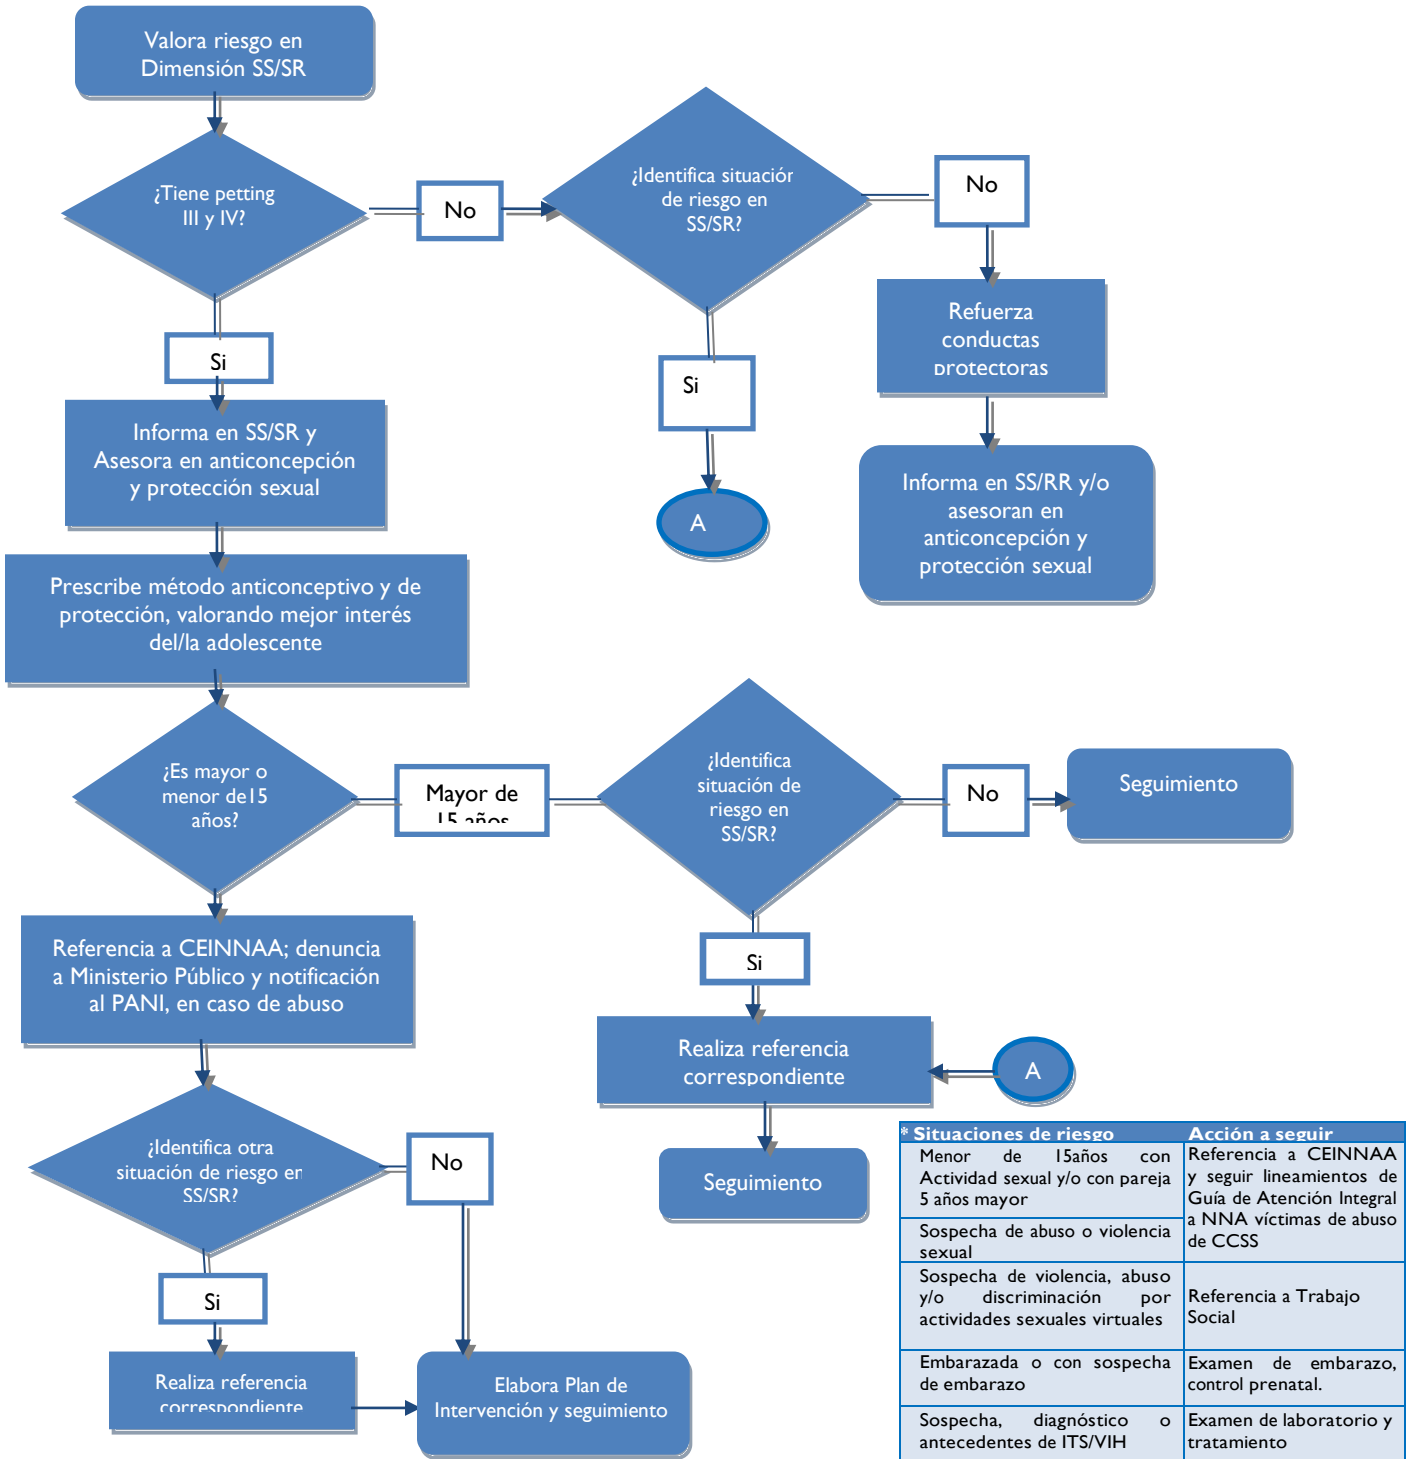 Valora riesgo en
Dimensión SS/SR
¿Tiene petting
III y IV?
No
¿Identifica situación
de riesgo en
SS/SR?
No
Refuerza
conductas
protectoras
Informa en SS/RR y/o
asesoran en
anticoncepción y
protección sexual
Si
A
Si
Informa en SS/SR y
Asesora en anticoncepción
y protección sexual
Prescribe método anticonceptivo y de
protección, valorando mejor interés
del/la adolescente
¿Es mayor o
menor de15
años?
Mayor de
15 años
¿Identifica
situación de
riesgo en
SS/SR?
No
Seguimiento
Si
Realiza referencia
correspondiente
A
Seguimiento
Referencia a CEINNAA; denuncia
a Ministerio Público y notificación
al PANI, en caso de abuso
¿Identifica otra
situación de riesgo en
SS/SR?
No
Si
Realiza referencia
correspondiente
Elabora Plan de
Intervención y seguimiento
* Situaciones de riesgo
Acción a seguir
Menor de 15años con
Actividad sexual y/o con pareja
5 años mayor
Sospecha de abuso o violencia
sexual
Referencia a CEINNAA
y seguir lineamientos de
Guía de Atención Integral
a NNA víctimas de abuso
de CCSS
Sospecha de violencia, abuso
y/o discriminación por
actividades sexuales virtuales
Referencia a Trabajo
Social
Embarazada o con sospecha
de embarazo
Examen de embarazo,
control prenatal.
Sospecha, diagnóstico o
antecedentes de ITS/VIH
Examen de laboratorio y
tratamiento